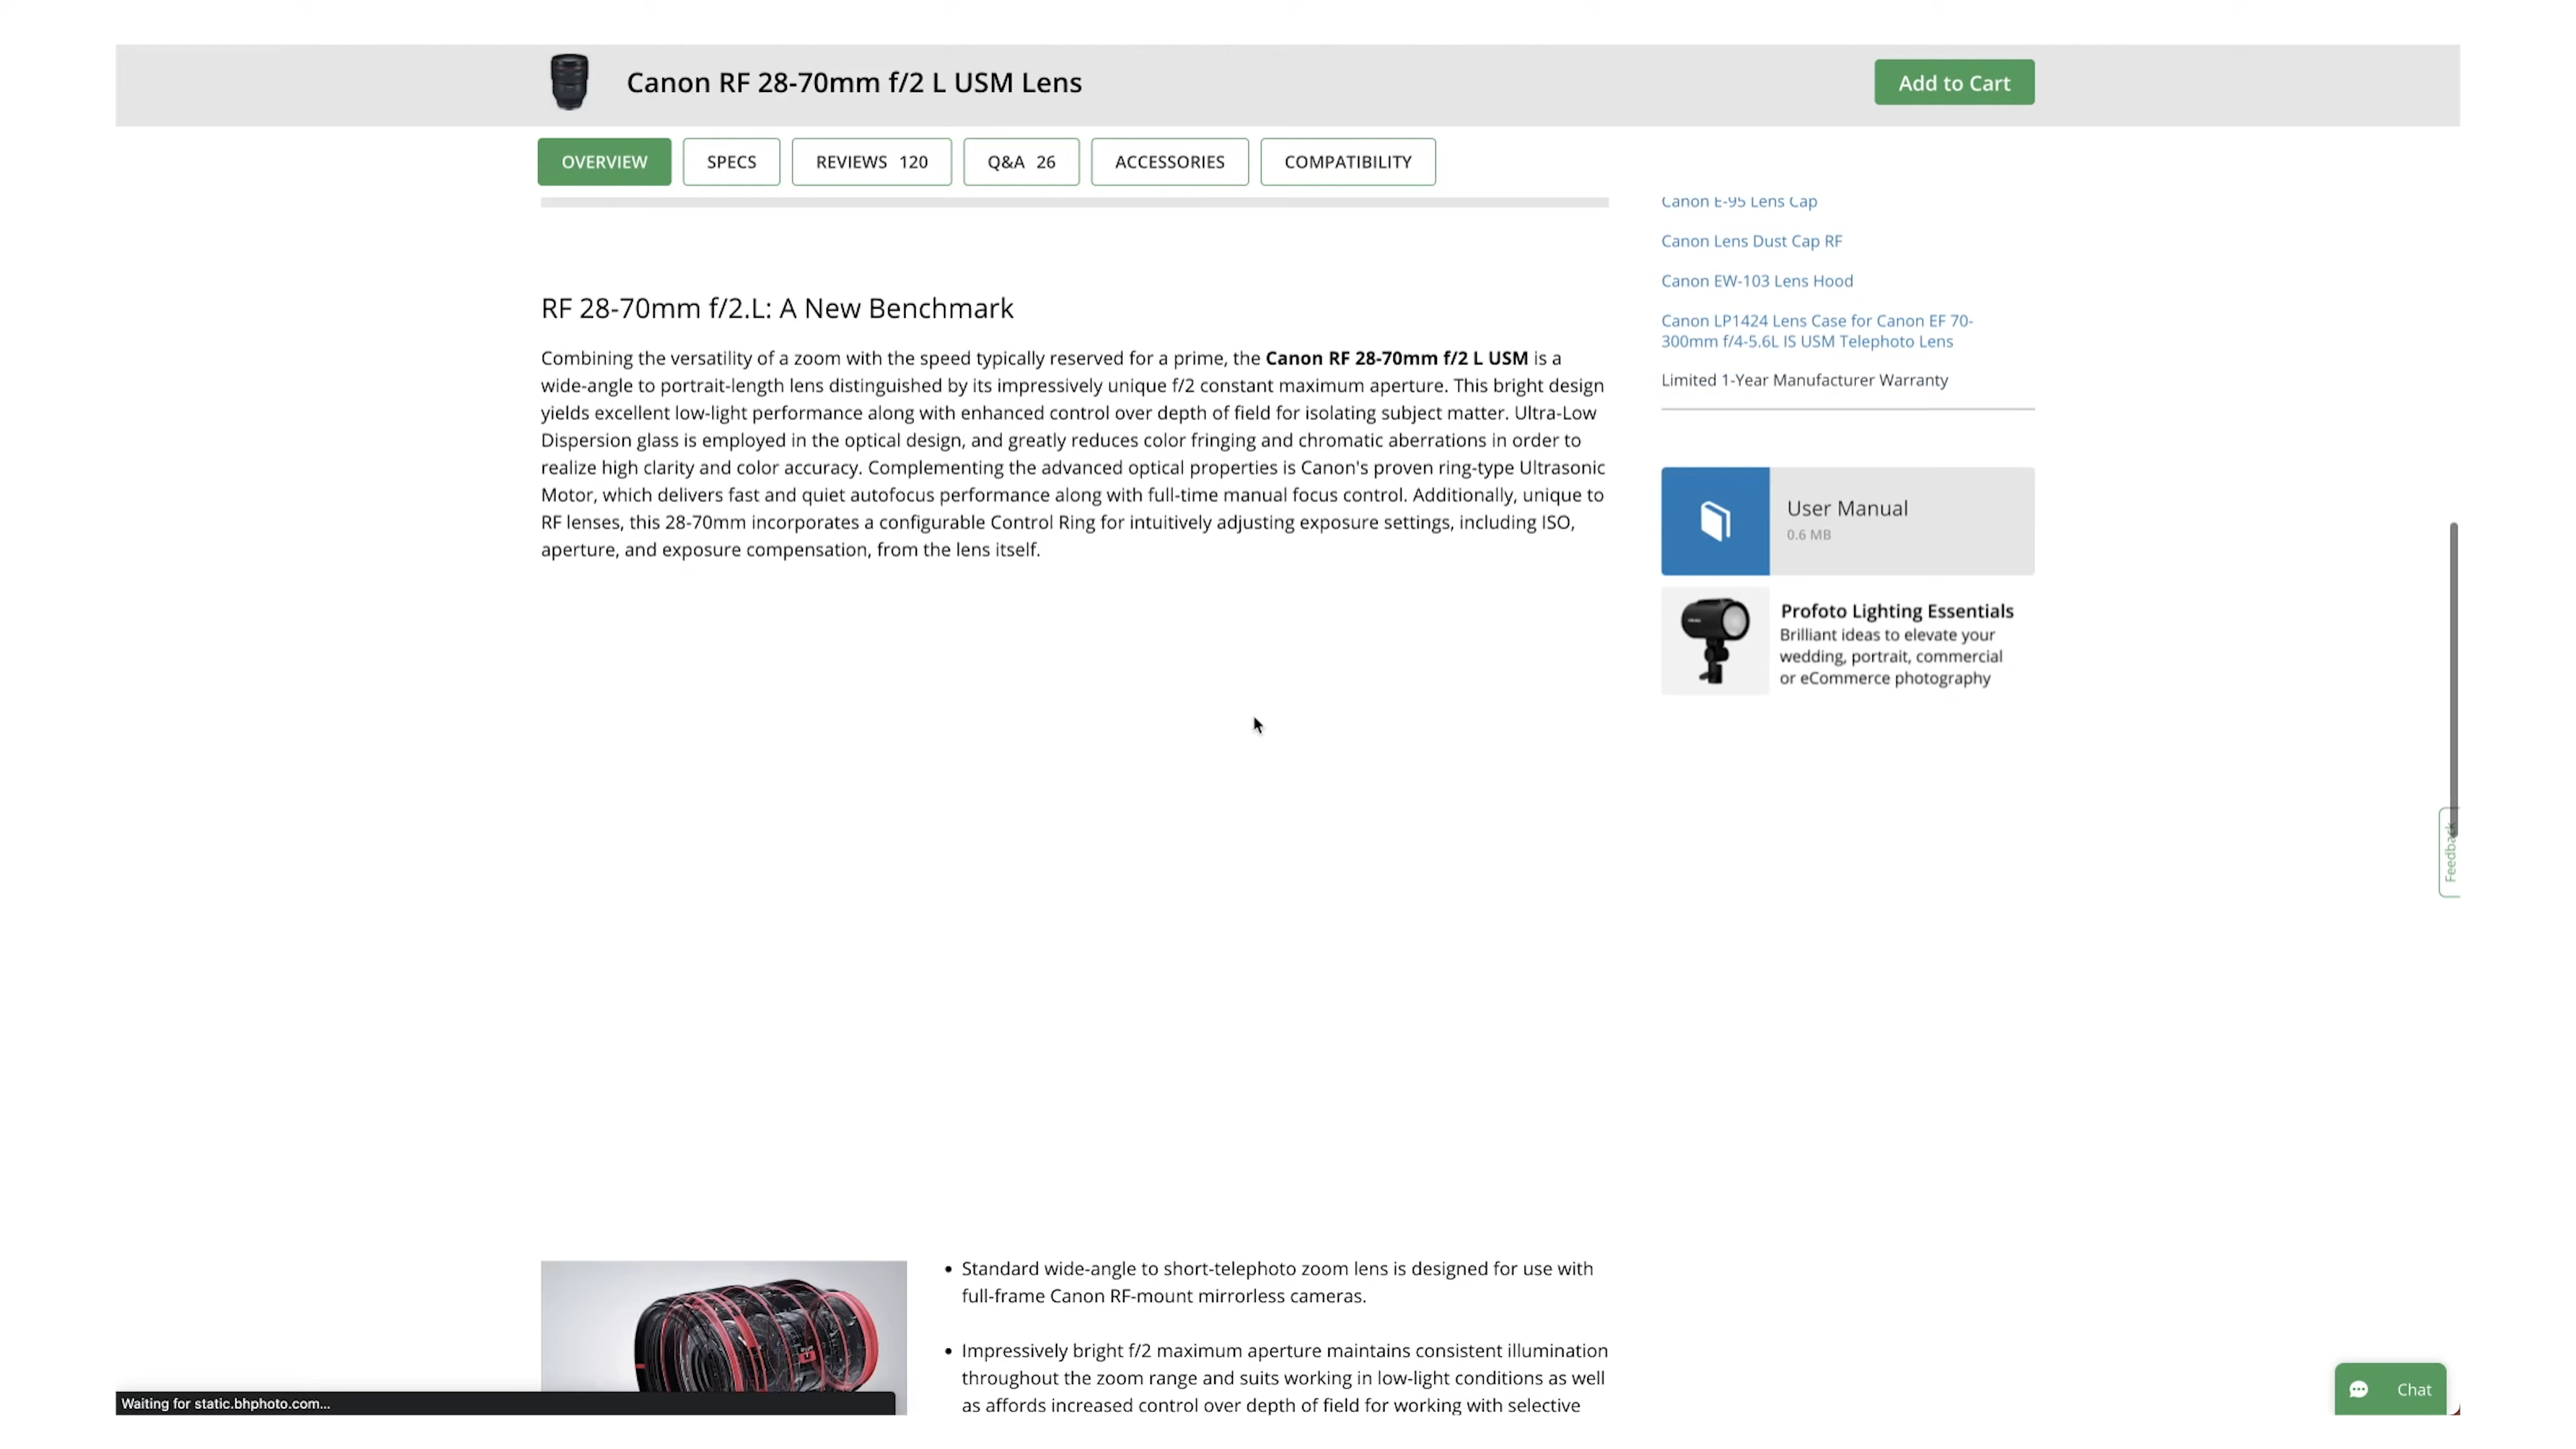 Canon RF 28-70mm f/2 L USM Lens
Add to Cart
OVERVIEW
SPECS
REVIEWS 120
Q&A 26
ACCESSORIES
COMPATIBILITY
Canon E-95 Lens Cap
Canon Lens Dust Cap RF
Canon EW-103 Lens Hood
Canon LP1424 Lens Case for Canon EF 70-
300mm f/4-5.6L IS USM Telephoto Lens
Limited 1-Year Manufacturer Warranty
RF 28-70mm f/2.L: A New Benchmark
Combining the versatility of a zoom with the speed typically reserved for a prime, the Canon RF 28-70mm f/2 L USM is a
wide-angle to portrait-length lens distinguished by its impressively unique f/2 constant maximum aperture. This bright design
yields excellent low-light performance along with enhanced control over depth of field for isolating subject matter. Ultra-Low
Dispersion glass is employed in the optical design, and greatly reduces color fringing and chromatic aberrations in order to
realize high clarity and color accuracy. Complementing the advanced optical properties is Canon's proven ring-type Ultrasonic
Motor, which delivers fast and quiet autofocus performance along with full-time manual focus control. Additionally, unique to
RF lenses, this 28-70mm incorporates a configurable Control Ring for intuitively adjusting exposure settings, including ISO,
aperture, and exposure compensation, from the lens itself.
User Manual
0.6 MB
Profoto Lighting Essentials
Brilliant ideas to elevate your
wedding, portrait, commercial
or eCommerce photography
Feedback
• Standard wide-angle to short-telephoto zoom lens is designed for use with
full-frame Canon RF-mount mirrorless cameras.
• Impressively bright f/2 maximum aperture maintains consistent illumination
throughout the zoom range and suits working in low-light conditions as well
as affords increased control over depth of field for working with selective
Waiting for static.bhphoto.com...
Chat